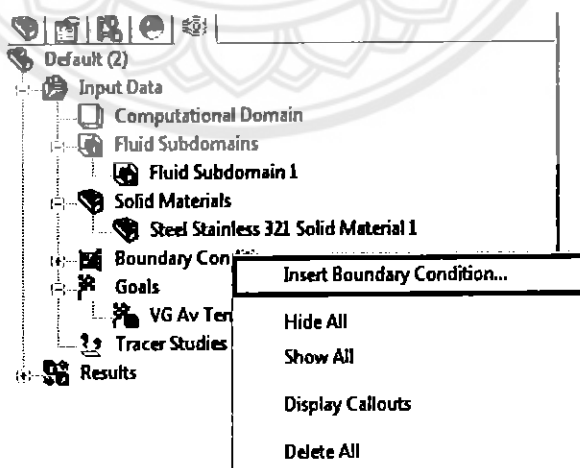 Default (2)
Input Data
Computational Domain
Fluid Subdomains
Fluid Subdomain 1
Solid Materials
Steel Stainless 321 Solid Material 1
Boundary Con
Insert Boundary Condition...
Goals
VG Av Ten
Hide All
Tracer Studies
Show All
Results
Display Callouts
Delete All